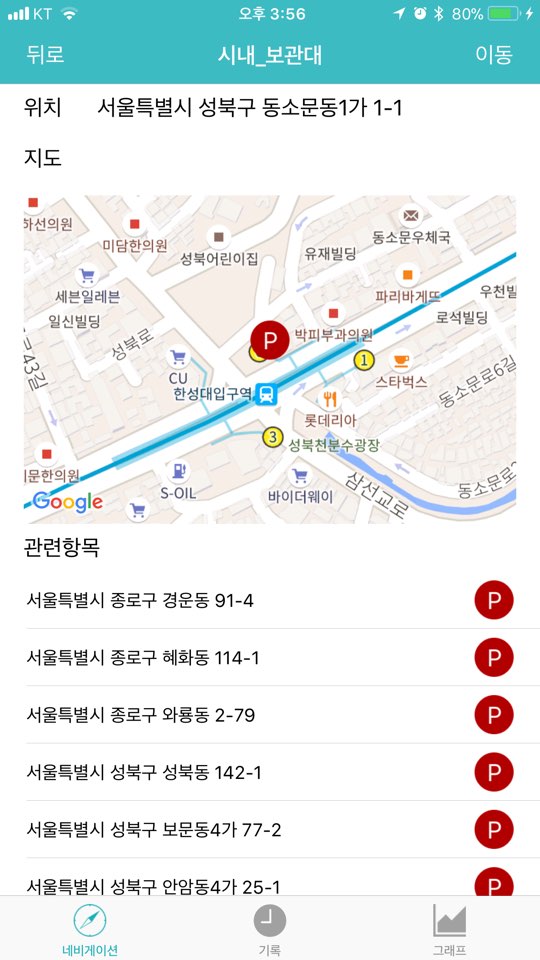 KT 오후 3:56 80%
뒤로 시내_보관대 이동
위치 서울특별시 성북구 동소문동1가 1-1
지도
하선의원
미담한의원
성북어린이집
유재빌딩
동소문우체국
세븐일레븐
파리바게뜨
우천빌
일신빌딩
박피부과의원
로석빌딩
성북로
P
1
CU
스타벅스
43길
한성대입구역
롯데리아
동소문로6길
3
성북천분수광장
문한의원
S-OIL
바이더웨이
삼선교로
동소문로2
Google
관련항목
서울특별시 종로구 경운동 91-4 P
서울특별시 종로구 혜화동 114-1 P
서울특별시 종로구 와룡동 2-79 P
서울특별시 성북구 성북동 142-1 P
서울특별시 성북구 보문동4가 77-2 P
서울특별시 성북구 안암동4가 25-1 P
네비게이션 기록 그래프